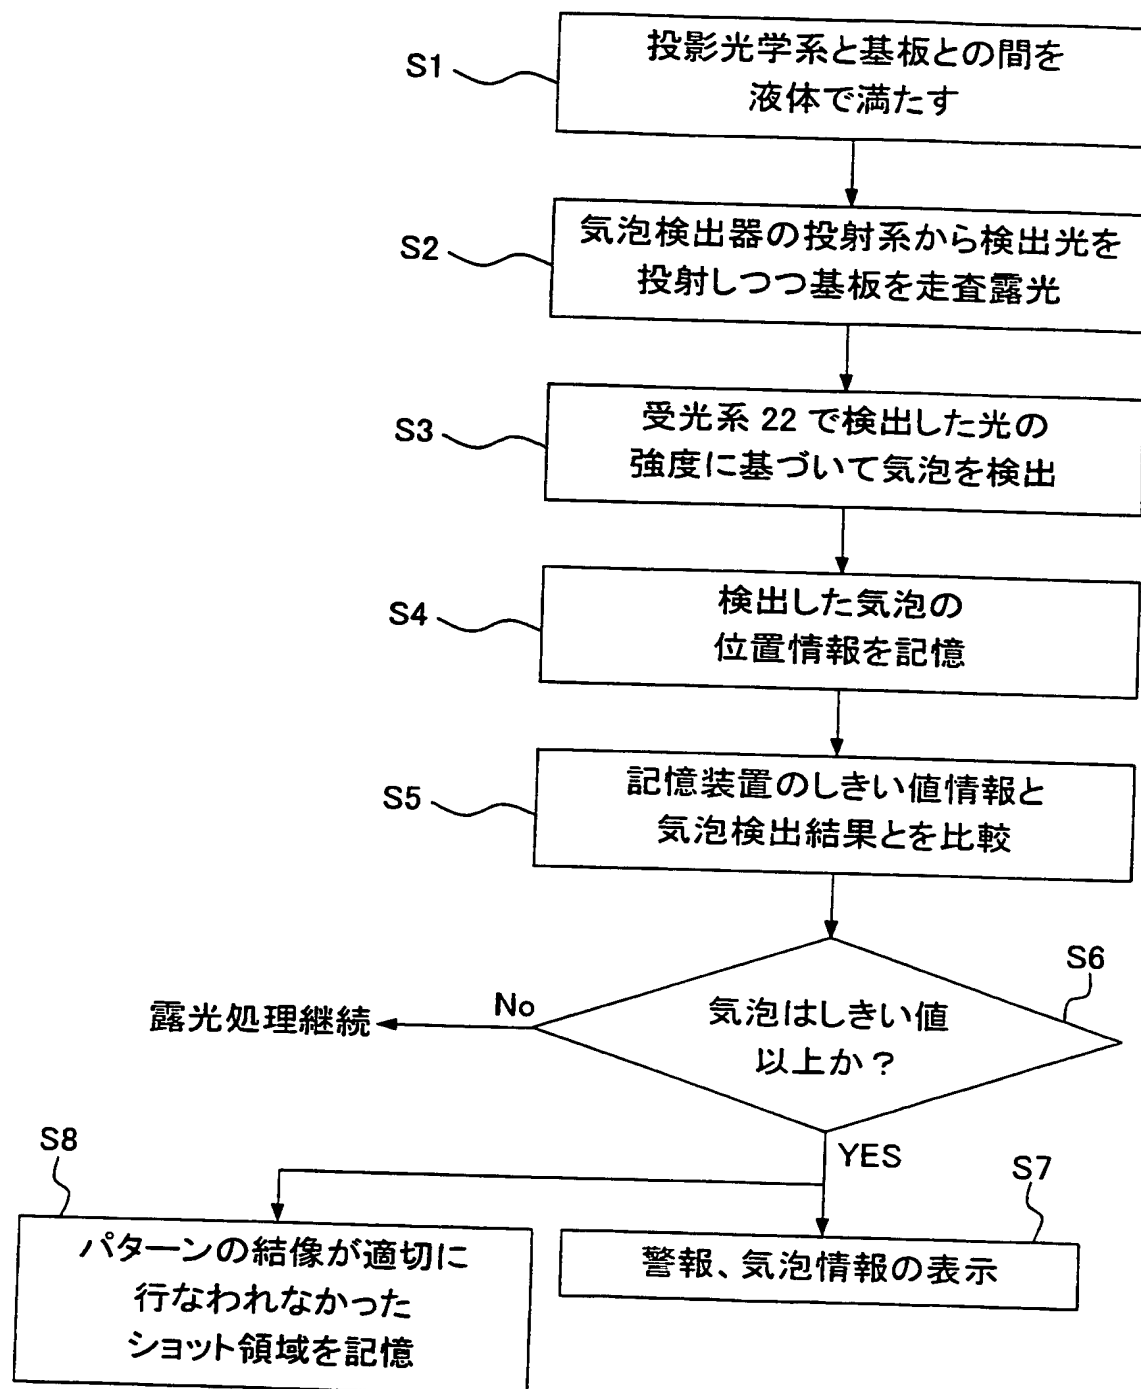 S1
投影光学系と基板との間を
液体で満たす
S2
気泡検出器の投射系から検出光を
投射しつつ基板を走査露光
S3
受光系 22 で検出した光の
強度に基づいて気泡を検出
S4
検出した気泡の
位置情報を記憶
S5
記憶装置のしきい値情報と
気泡検出結果とを比較
S6
気泡はしきい値
以上か？
No
露光処理継続
YES
S8
パターンの結像が適切に
行なわれなかった
ショット領域を記憶
S7
警報、気泡情報の表示